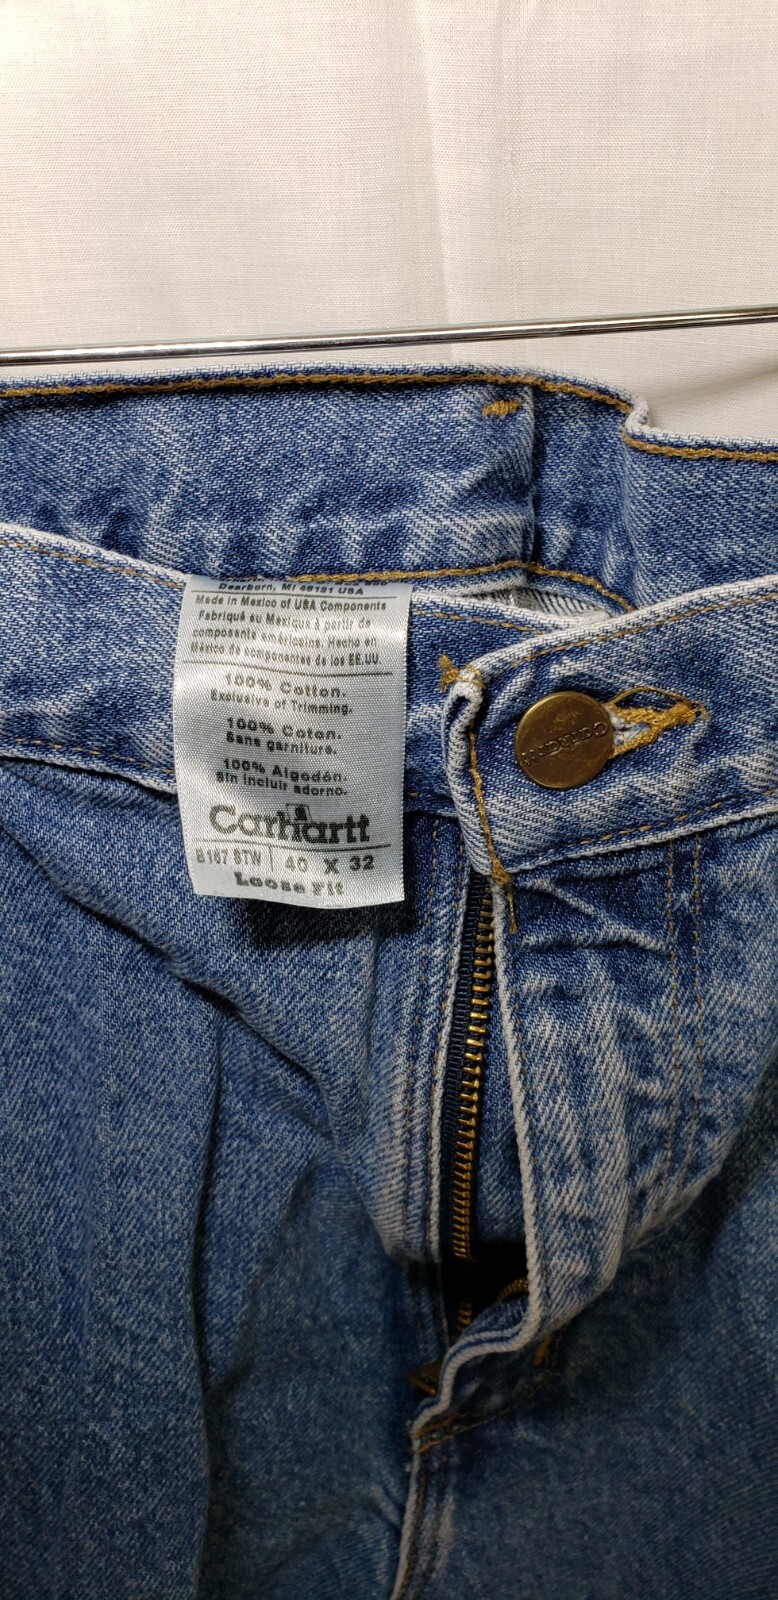 Dearborn, MI 48121 USA
Made in Mexico of USA Components
Fabriqué au Mexique à partir de
composants américains. Hecho en
México de componentes de los EE.UU.
100% Cotton.
Exclusive of Trimming.
100% Coton.
Sans garniture.
100% Algodón.
Sin incluir adorno.
Carhartt
B167 STW 40 X 32
Loose Fit
Carhartt